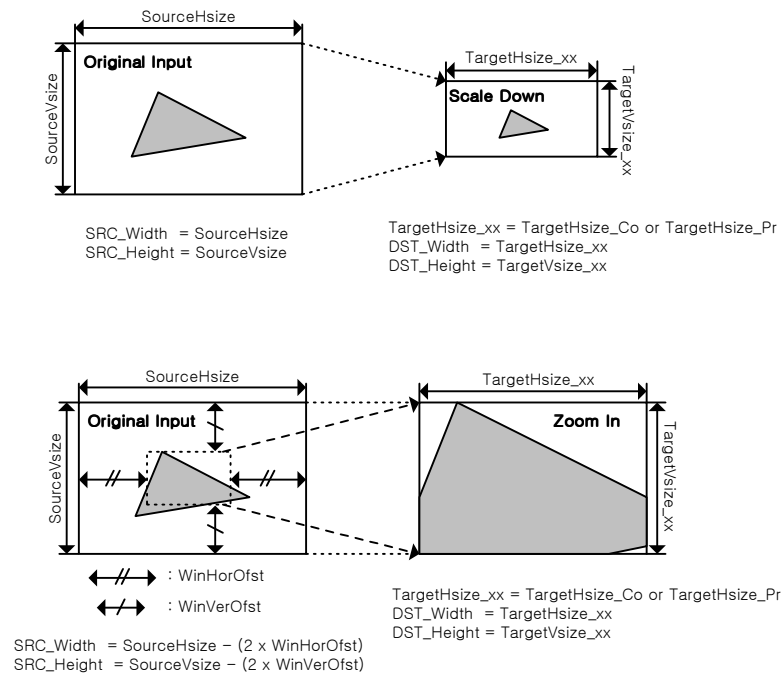 SourceHsize
SourceVsize
Original Input
TargetHsize_xx
Scale Down
TargetVsize_xx
SRC_Width = SourceHsize
SRC_Height = SourceVsize
TargetHsize_xx = TargetHsize_Co or TargetHsize_Pr
DST_Width = TargetHsize_xx
DST_Height = TargetVsize_xx
SourceHsize
SourceVsize
Original Input
TargetHsize_xx
Zoom In
TargetVsize_xx
: WinHorOfst
: WinVerOfst
SRC_Width = SourceHsize - (2 x WinHorOfst)
SRC_Height = SourceVsize - (2 x WinVerOfst)
TargetHsize_xx = TargetHsize_Co or TargetHsize_Pr
DST_Width = TargetHsize_xx
DST_Height = TargetVsize_xx